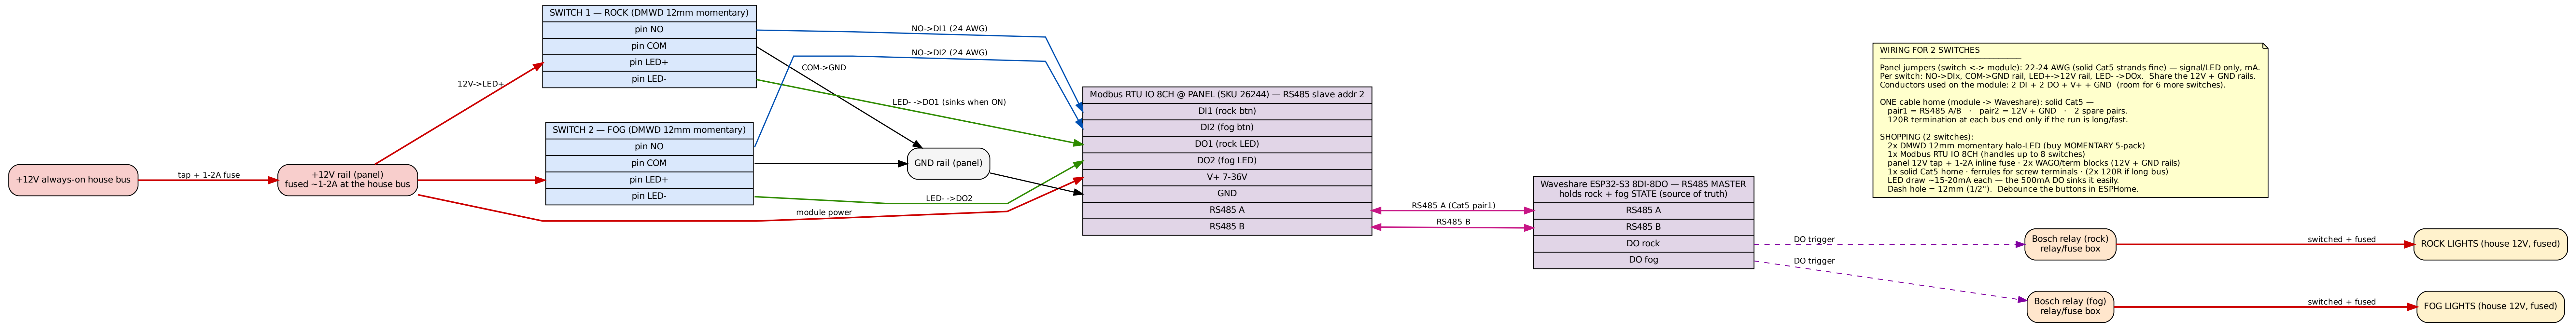 +12V always-on house bus
tap + 1-2A fuse
+12V rail (panel)
fused ~1-2A at the house bus
12V->LED+
SWITCH 1 — ROCK (DMWD 12mm momentary)
pin NO
pin COM
pin LED+
pin LED-
SWITCH 2 — FOG (DMWD 12mm momentary)
pin NO
pin COM
pin LED+
pin LED-
NO->DI1 (24 AWG)
NO->DI2 (24 AWG)
COM->GND
LED- ->DO1 (sinks when ON)
GND rail (panel)
LED- ->DO2
module power
Modbus RTU IO 8CH @ PANEL (SKU 26244) — RS485 slave addr 2
DI1 (rock btn)
DI2 (fog btn)
DO1 (rock LED)
DO2 (fog LED)
V+ 7-36V
GND
RS485 A
RS485 B
RS485 A (Cat5 pair1)
RS485 B
Waveshare ESP32-S3 8DI-8DO — RS485 MASTER
holds rock + fog STATE (source of truth)
RS485 A
RS485 B
DO rock
DO fog
DO trigger
DO trigger
WIRING FOR 2 SWITCHES
Panel jumpers (switch <-> module): 22-24 AWG (solid Cat5 strands fine) — signal/LED only, mA.
Per switch: NO->DIx, COM->GND rail, LED+->12V rail, LED- ->DOx.  Share the 12V + GND rails.
Conductors used on the module: 2 DI + 2 DO + V+ + GND  (room for 6 more switches).
ONE cable home (module -> Waveshare): solid Cat5 —
pair1 = RS485 A/B   ·   pair2 = 12V + GND   ·   2 spare pairs.
120R termination at each bus end only if the run is long/fast.
SHOPPING (2 switches):
2x DMWD 12mm momentary halo-LED (buy MOMENTARY 5-pack)
1x Modbus RTU IO 8CH (handles up to 8 switches)
panel 12V tap + 1-2A inline fuse · 2x WAGO/term blocks (12V + GND rails)
1x solid Cat5 home · ferrules for screw terminals · (2x 120R if long bus)
LED draw ~15-20mA each — the 500mA DO sinks it easily.
Dash hole = 12mm (1/2").  Debounce the buttons in ESPHome.
Bosch relay (rock)
relay/fuse box
switched + fused
ROCK LIGHTS (house 12V, fused)
Bosch relay (fog)
relay/fuse box
switched + fused
FOG LIGHTS (house 12V, fused)